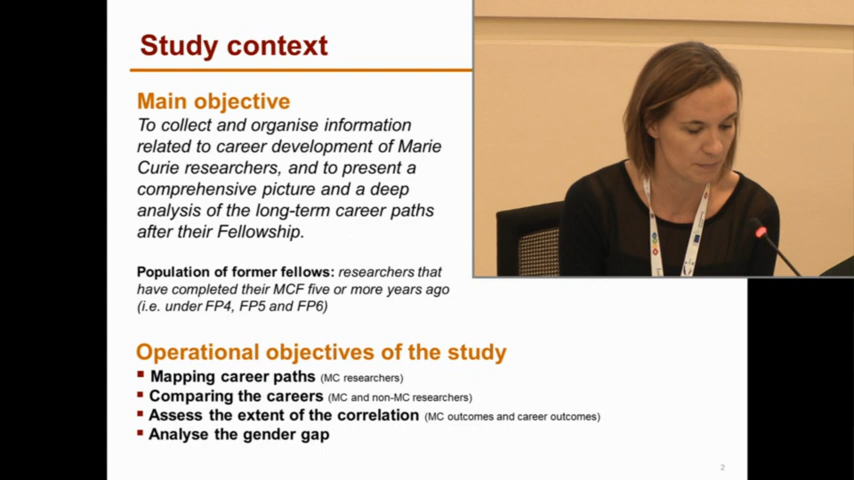 Study context
Main objective
To collect and organise information
related to career development of Marie
Curie researchers, and to present a
comprehensive picture and a deep
analysis of the long-term career paths
after their Fellowship.
Population of former fellows: researchers that
have completed their MCF five or more years ago
(i.e. under FP4, FP5 and FP6)
Operational objectives of the study
Mapping career paths (MC researchers)
Comparing the careers (MC and non-MC researchers)
Assess the extent of the correlation (MC outcomes and career outcomes)
Analyse the gender gap
2